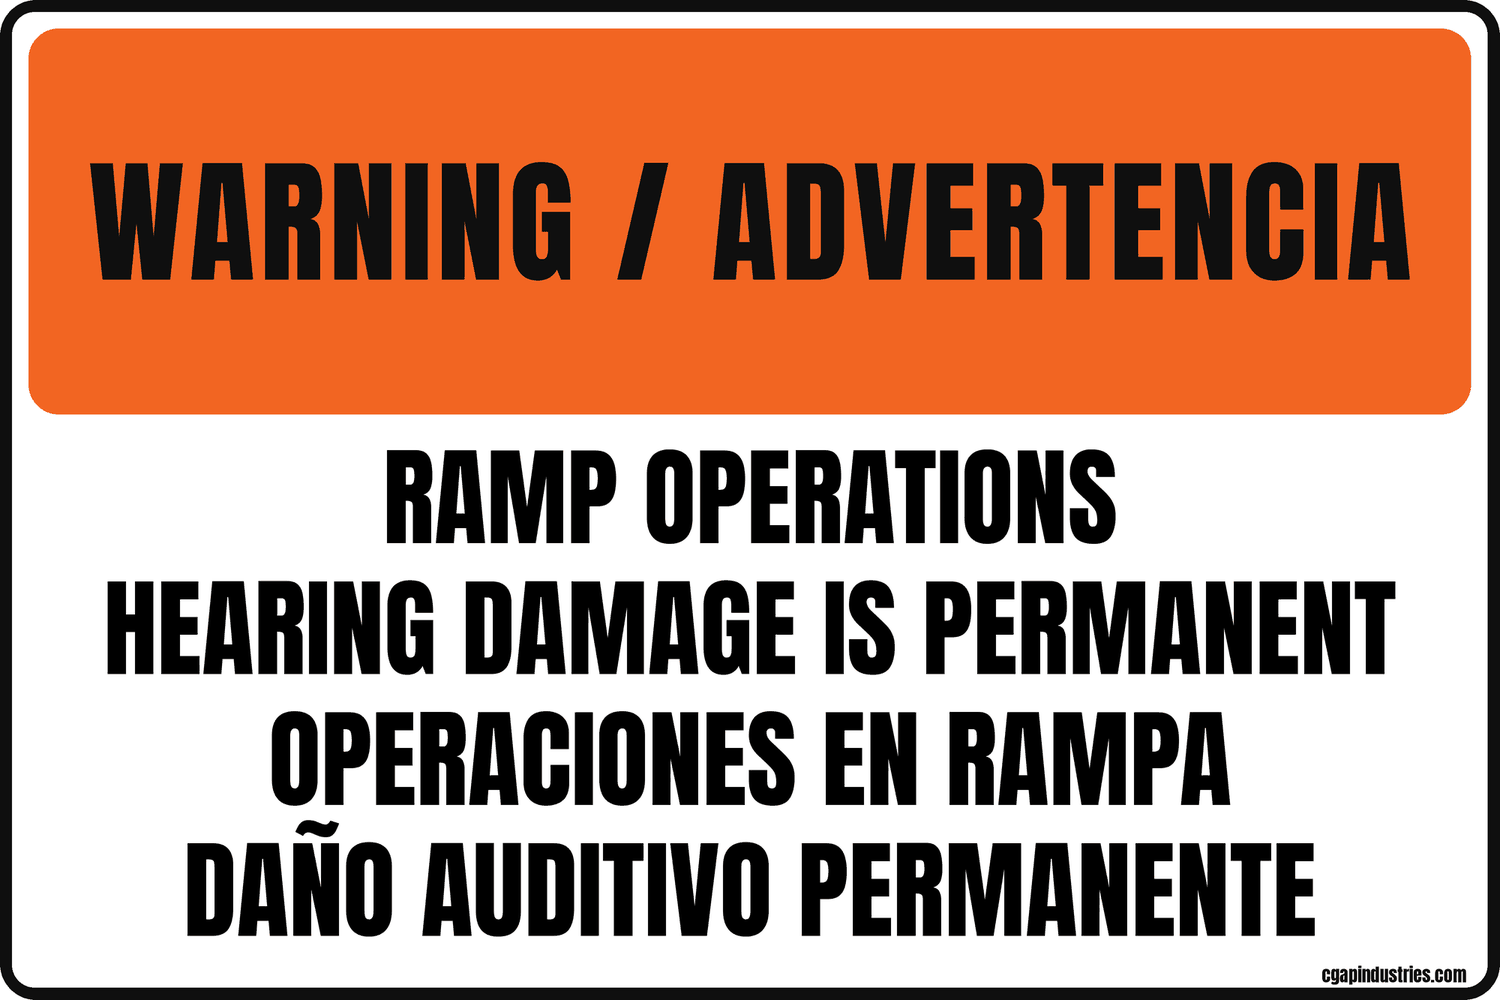 WARNING / ADVERTENCIA
RAMP OPERATIONS
HEARING DAMAGE IS PERMANENT
OPERACIONES EN RAMPA
DAÑO AUDITIVO PERMANENTE
cgapindustries.com